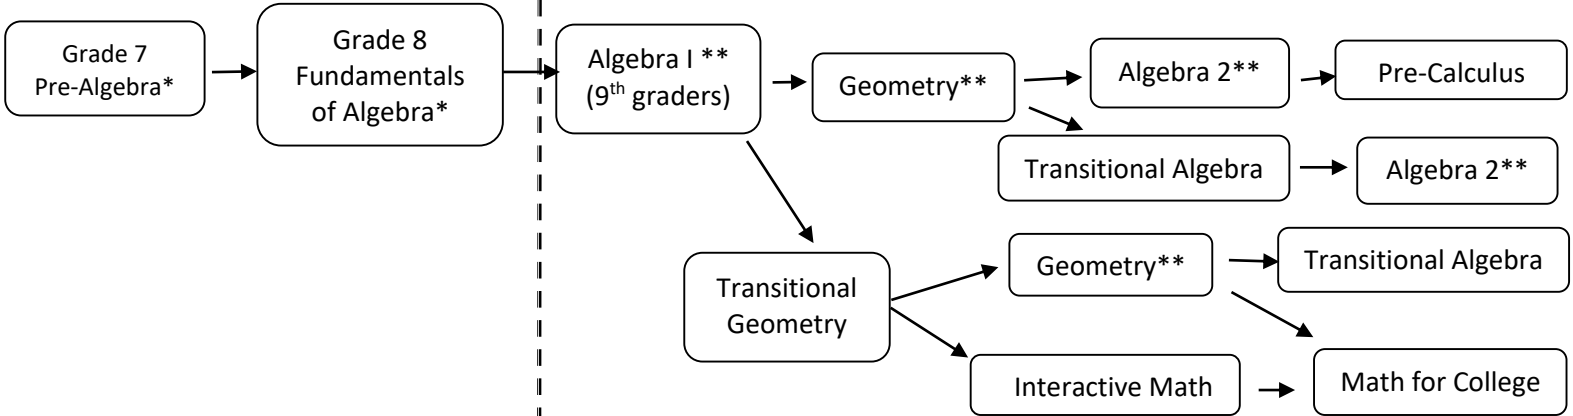 Grade 7
Pre-Algebra*
Grade 8
Fundamentals
of Algebra*
Algebra I **
(9th graders)
Geometry**
Algebra 2**
Pre-Calculus
Transitional Algebra
Algebra 2**
Transitional
Geometry
Geometry**
Transitional Algebra
Interactive Math
Math for College